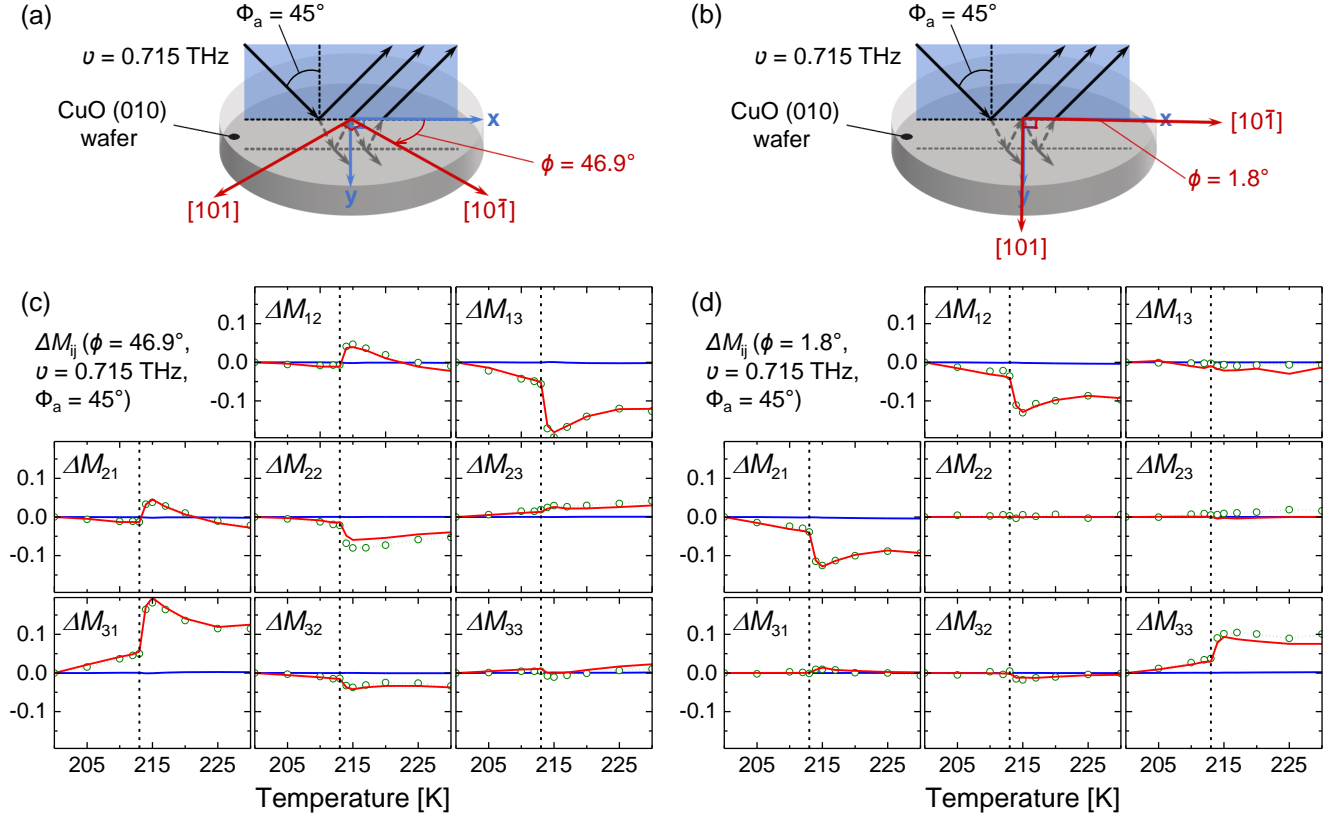 (a)
Φa = 45°
υ = 0.715 THz
CuO (010)
wafer
x
y
ϕ = 46.9°
[101]
[101̄]
(b)
Φa = 45°
υ = 0.715 THz
CuO (010)
wafer
x
[101̄]
y
ϕ = 1.8°
[101]
(c)
ΔMij (ϕ = 46.9°,
υ = 0.715 THz,
Φa = 45°)
0.1
0.0
-0.1
ΔM12
ΔM13
0.1
0.0
-0.1
ΔM21
ΔM22
ΔM23
0.1
0.0
-0.1
ΔM31
ΔM32
ΔM33
205 215 225 205 215 225 205 215 225
Temperature [K]
(d)
ΔMij (ϕ = 1.8°,
υ = 0.715 THz,
Φa = 45°)
0.1
0.0
-0.1
ΔM12
ΔM13
0.1
0.0
-0.1
ΔM21
ΔM22
ΔM23
0.1
0.0
-0.1
ΔM31
ΔM32
ΔM33
205 215 225 205 215 225 205 215 225
Temperature [K]